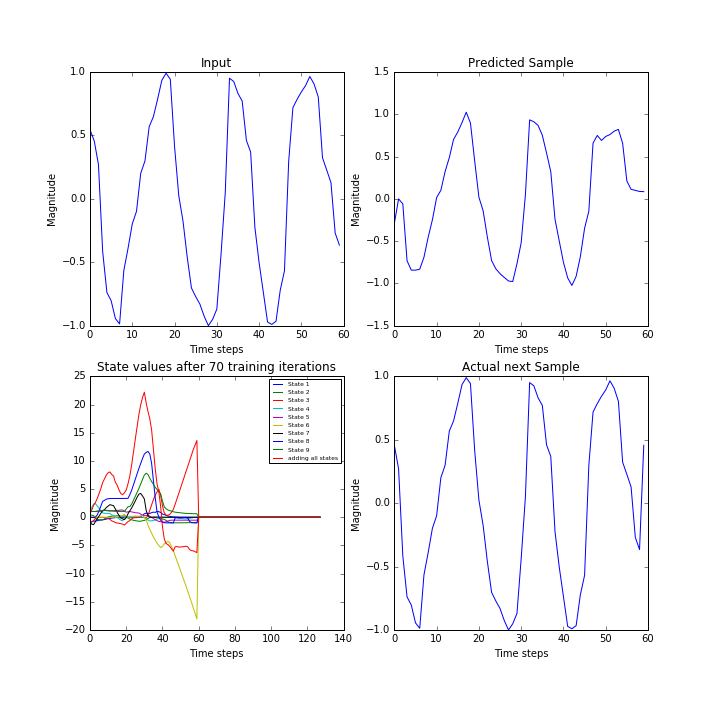 Input
Magnitude
1.0
0.5
0.0
−0.5
−1.0
0 10 20 30 40 50 60
Time steps
Predicted Sample
Magnitude
1.5
1.0
0.5
0.0
−0.5
−1.0
−1.5
0 10 20 30 40 50 60
Time steps
State values after 70 training iterations
Magnitude
25
20
15
10
5
0
−5
−10
−15
−20
0 20 40 60 80 100 120 140
Time steps
State 1
State 2
State 3
State 4
State 5
State 6
State 7
State 8
State 9
adding all states
Actual next Sample
Magnitude
1.0
0.5
0.0
−0.5
−1.0
0 10 20 30 40 50 60
Time steps